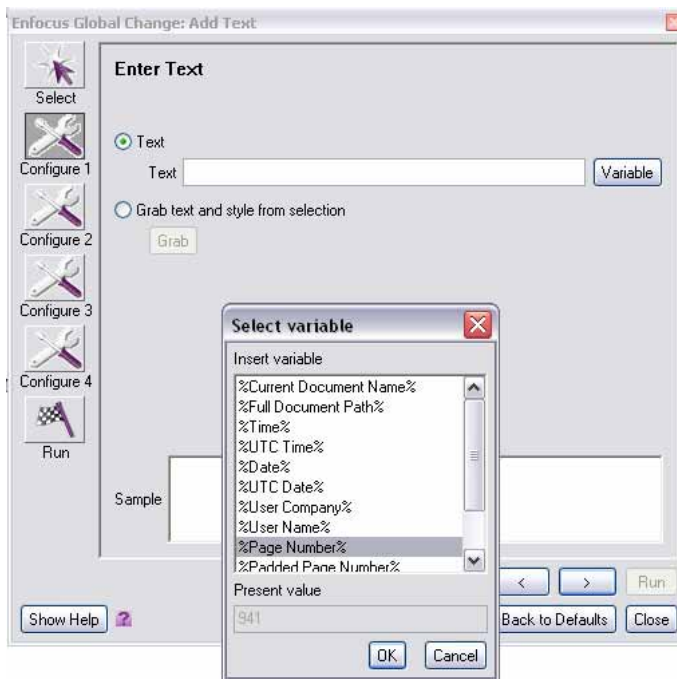 Enfocus Global Change: Add Text
Select
Configure 1
Configure 2
Configure 3
Configure 4
Run
Enter Text
Text
Text
Variable
Grab text and style from selection
Grab
Sample
Select variable
Insert variable
%Current Document Name%
%Full Document Path%
%Time%
%UTC Time%
%Date%
%UTC Date%
%User Company%
%User Name%
%Page Number%
%Padded Page Number%
Present value
941
OK
Cancel
<
>
Run
Show Help
?
Back to Defaults
Close